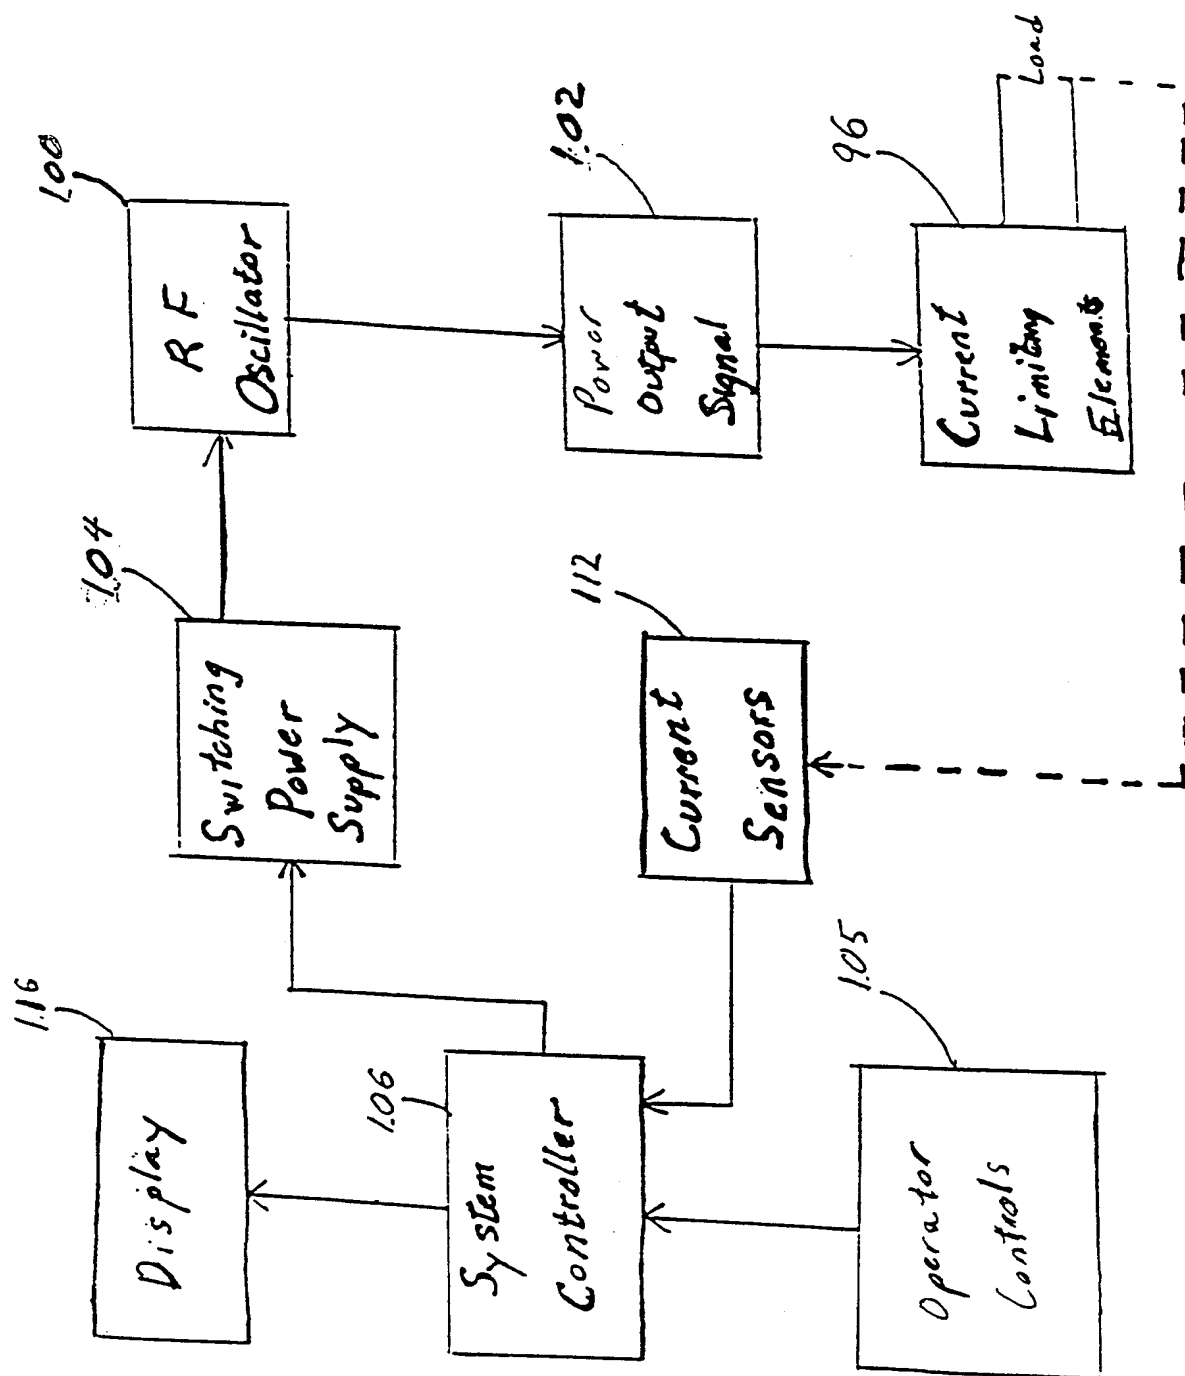 116
Display
106
System
Controller
105
Operator
Controls
104
Switching
Power
Supply
112
Current
Sensors
100
RF
Oscillator
102
Power
Output
Signal
96
Current
Limiting
Elements
Load